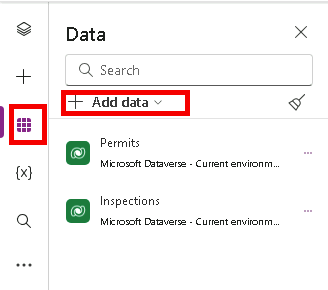 Data
Search
Add data
Permits
Microsoft Dataverse - Current environm...
Inspections
Microsoft Dataverse - Current environm...
{x}